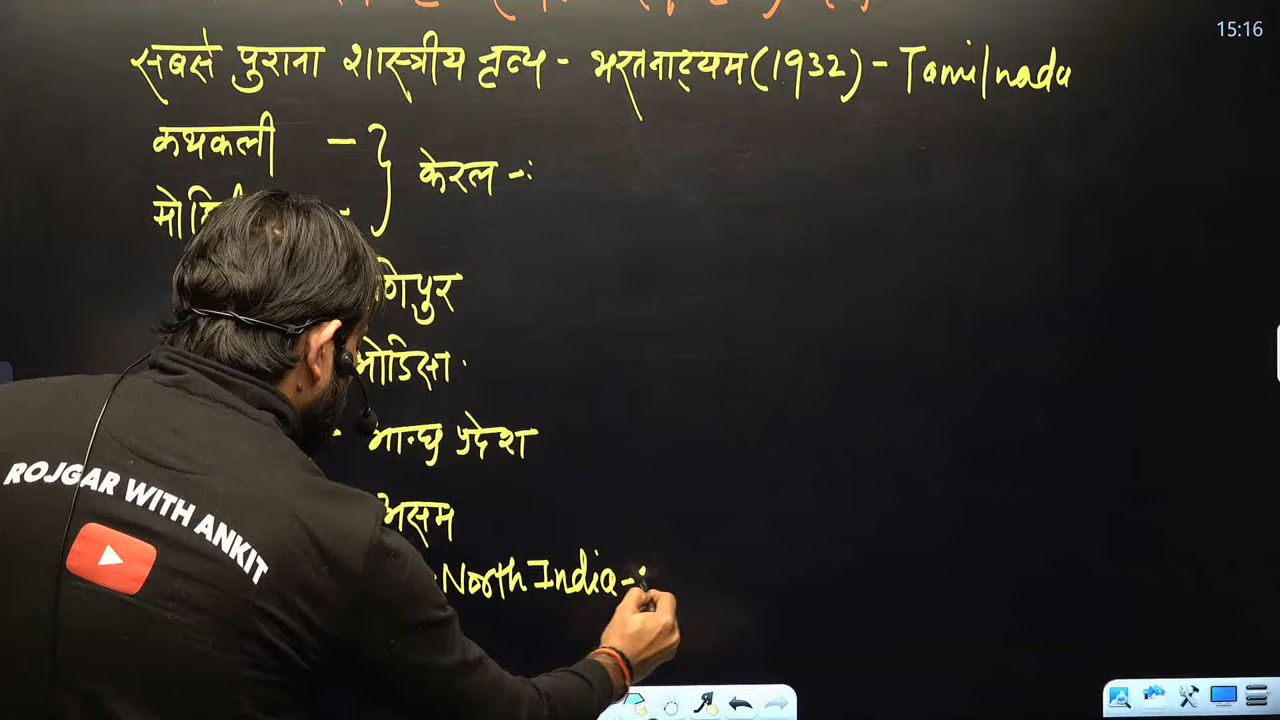 15:16
सबसे पुराना शास्त्रीय नृत्य - भरतनाट्यम (1932) - Tamilnadu
कथकली - } केरल -:
ओडिसा
आन्ध्र प्रदेश
असम
North India -:
ROJGAR WITH ANKIT